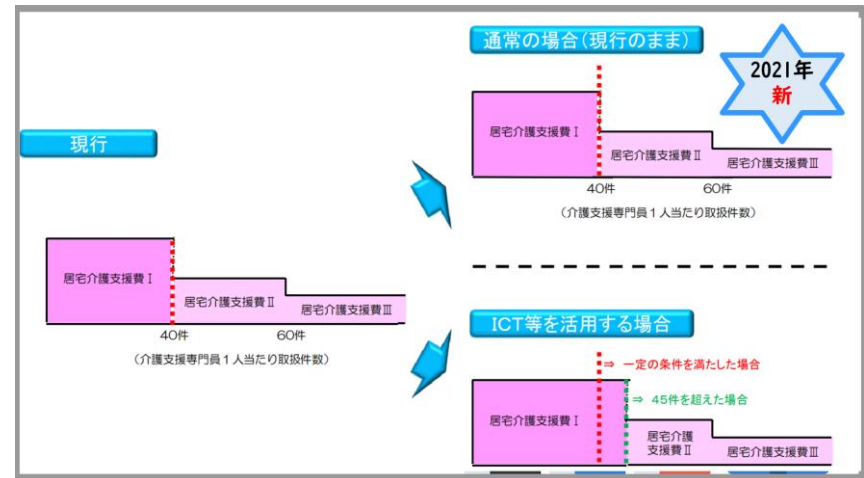 現行
居宅介護支援費Ⅰ
居宅介護支援費Ⅱ
居宅介護支援費Ⅲ
40件
60件
（介護支援専門員１人当たり取扱件数）
通常の場合(現行のまま)
2021年
新
居宅介護支援費Ⅰ
居宅介護支援費Ⅱ
居宅介護支援費Ⅲ
40件
60件
（介護支援専門員１人当たり取扱件数）
ICT等を活用する場合
⇒ 一定の条件を満たした場合
⇒ 45件を超えた場合
居宅介護支援費Ⅰ
居宅介護
支援費Ⅱ
居宅介護支援費Ⅲ